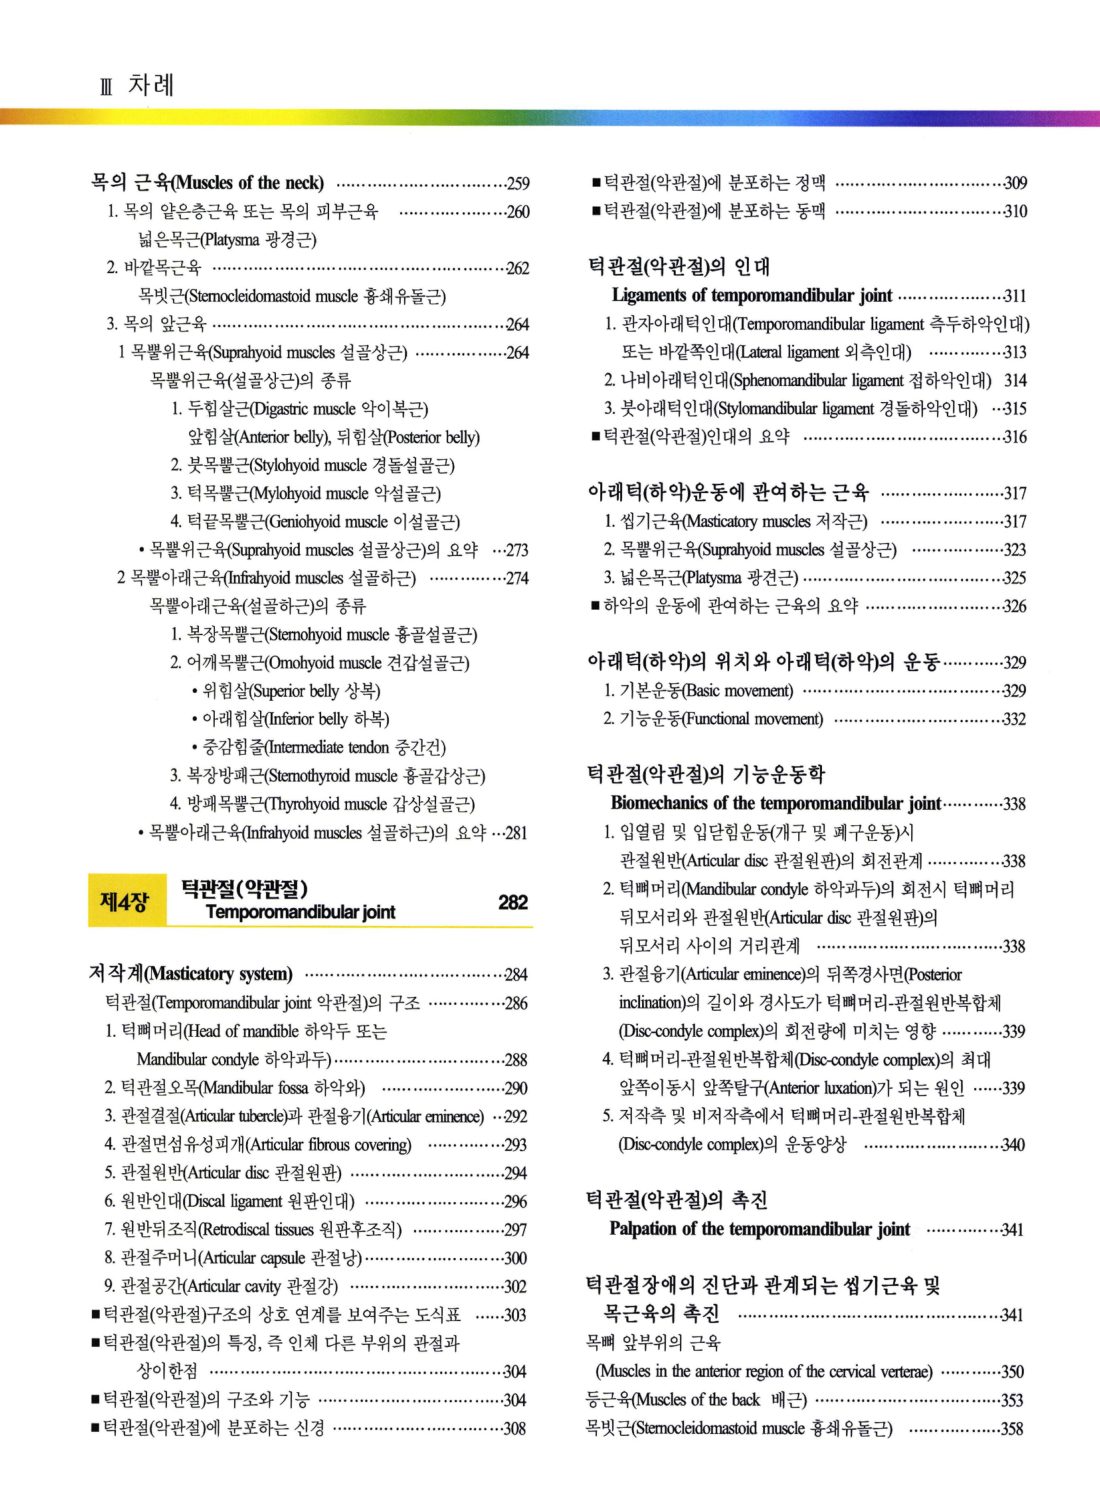 Ⅲ 차례
목의 근육(Muscles of the neck) ································259
1. 목의 얕은층근육 또는 목의 피부근육 ····················260
넓은목근(Platysma 광경근)
2. 바깥목근육 ······················································262
목빗근(Sternocleidomastoid muscle 흉쇄유돌근)
3. 목의 앞근육 ······················································264
1 목뿔위근육(Suprahyoid muscles 설골상근) ·················264
목뿔위근육(설골상근)의 종류
1. 두힘살근(Digastric muscle 악이복근)
앞힘살(Anterior belly), 뒤힘살(Posterior belly)
2. 붓목뿔근(Stylohyoid muscle 경돌설골근)
3. 턱목뿔근(Mylohyoid muscle 악설골근)
4. 턱끝목뿔근(Geniohyoid muscle 이설골근)
• 목뿔위근육(Suprahyoid muscles 설골상근)의 요약 ···273
2 목뿔아래근육(Infrahyoid muscles 설골하근) ··············274
목뿔아래근육(설골하근)의 종류
1. 복장목뿔근(Sternohyoid muscle 흉골설골근)
2. 어깨목뿔근(Omohyoid muscle 견갑설골근)
• 위힘살(Superior belly 상복)
• 아래힘살(Inferior belly 하복)
• 중감힘줄(Intermediate tendon 중간건)
3. 복장방패근(Sternothyroid muscle 흉골갑상근)
4. 방패목뿔근(Thyrohyoid muscle 갑상설골근)
• 목뿔아래근육(Infrahyoid muscles 설골하근)의 요약 ···281
제4장 턱관절(악관절)
Temporomandibular joint 282
저작계(Masticatory system) ····································284
턱관절(Temporomandibular joint 악관절)의 구조 ··············286
1. 턱뼈머리(Head of mandible 하악두 또는
Mandibular condyle 하악과두)·······························288
2. 턱관절오목(Mandibular fossa 하악와) ······················290
3. 관절결절(Articular tubercle)과 관절융기(Articular eminence) ··292
4. 관절면섬유성피개(Articular fibrous covering) ··············293
5. 관절원반(Articular disc 관절원판) ····························294
6. 원반인대(Discal ligament 원판인대) ·························296
7. 원반뒤조직(Retrodiscal tissues 원판후조직) ················297
8. 관절주머니(Articular capsule 관절낭)·························300
9. 관절공간(Articular cavity 관절강) ····························302
■턱관절(악관절)구조의 상호 연계를 보여주는 도식표 ······303
■턱관절(악관절)의 특징, 즉 인체 다른 부위의 관절과
상이한점 ······················································304
■턱관절(악관절)의 구조와 기능 ··································304
■턱관절(악관절)에 분포하는 신경 ·······························308
■턱관절(악관절)에 분포하는 정맥 ·······························309
■턱관절(악관절)에 분포하는 동맥 ·······························310
턱관절(악관절)의 인대
Ligaments of temporomandibular joint ····················311
1. 관자아래턱인대(Temporomandibular ligament 측두하악인대)
또는 바깥쪽인대(Lateral ligament 외측인대) ·············313
2. 나비아래턱인대(Sphenomandibular ligament 접하악인대) 314
3. 붓아래턱인대(Stylomandibular ligament 경돌하악인대) ··315
■턱관절(악관절)인대의 요약 ····································316
아래턱(하악)운동에 관여하는 근육 ·······················317
1. 씹기근육(Masticatory muscles 저작근) ······················317
2. 목뿔위근육(Suprahyoid muscles 설골상근) ················323
3. 넓은목근(Platysma 광견근)····································325
■하악의 운동에 관여하는 근육의 요약 ·························326
아래턱(하악)의 위치와 아래턱(하악)의 운동···········329
1. 기본운동(Basic movement) ····································329
2. 기능운동(Functional movement) ·······························332
턱관절(악관절)의 기능운동학
Biomechanics of the temporomandibular joint···········338
1. 입열림 및 입닫힘운동(개구 및 폐구운동)시
관절원반(Articular disc 관절원판)의 회전관계 ·············338
2. 턱뼈머리(Mandibular condyle 하악과두)의 회전시 턱뼈머리
뒤모서리와 관절원반(Articular disc 관절원판)의
뒤모서리 사이의 거리관계 ··································338
3. 관절융기(Articular eminence)의 뒤쪽경사면(Posterior
inclination)의 길이와 경사도가 턱뼈머리-관절원반복합체
(Disc-condyle complex)의 회전량에 미치는 영향 ···········339
4. 턱뼈머리-관절원반복합체(Disc-condyle complex)의 최대
앞쪽이동시 앞쪽탈구(Anterior luxation)가 되는 원인 ······339
5. 저작측 및 비저작측에서 턱뼈머리-관절원반복합체
(Disc-condyle complex)의 운동양상 ·························340
턱관절(악관절)의 촉진
Palpation of the temporomandibular joint ··············341
턱관절장애의 진단과 관계되는 씹기근육 및
목근육의 촉진 ················································341
목뼈 앞부위의 근육
(Muscles in the anterior region of the cervical verterae) ···········350
등근육(Muscles of the back 배근) ··································353
목빗근(Sternocleidomastoid muscle 흉쇄유돌근) ·················358